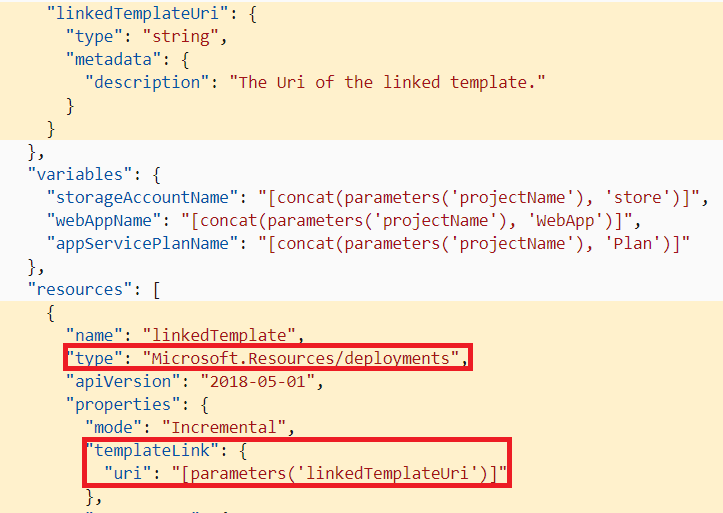 "linkedTemplateUri": {
"type": "string",
"metadata": {
"description": "The Uri of the linked template."
}
}
},
"variables": {
"storageAccountName": "[concat(parameters('projectName'), 'store')]",
"webAppName": "[concat(parameters('projectName'), 'WebApp')]",
"appServicePlanName": "[concat(parameters('projectName'), 'Plan')]"
},
"resources": [
{
"name": "linkedTemplate",
"type": "Microsoft.Resources/deployments",
"apiVersion": "2018-05-01",
"properties": {
"mode": "Incremental",
"templateLink": {
"uri": "[parameters('linkedTemplateUri')]"
},